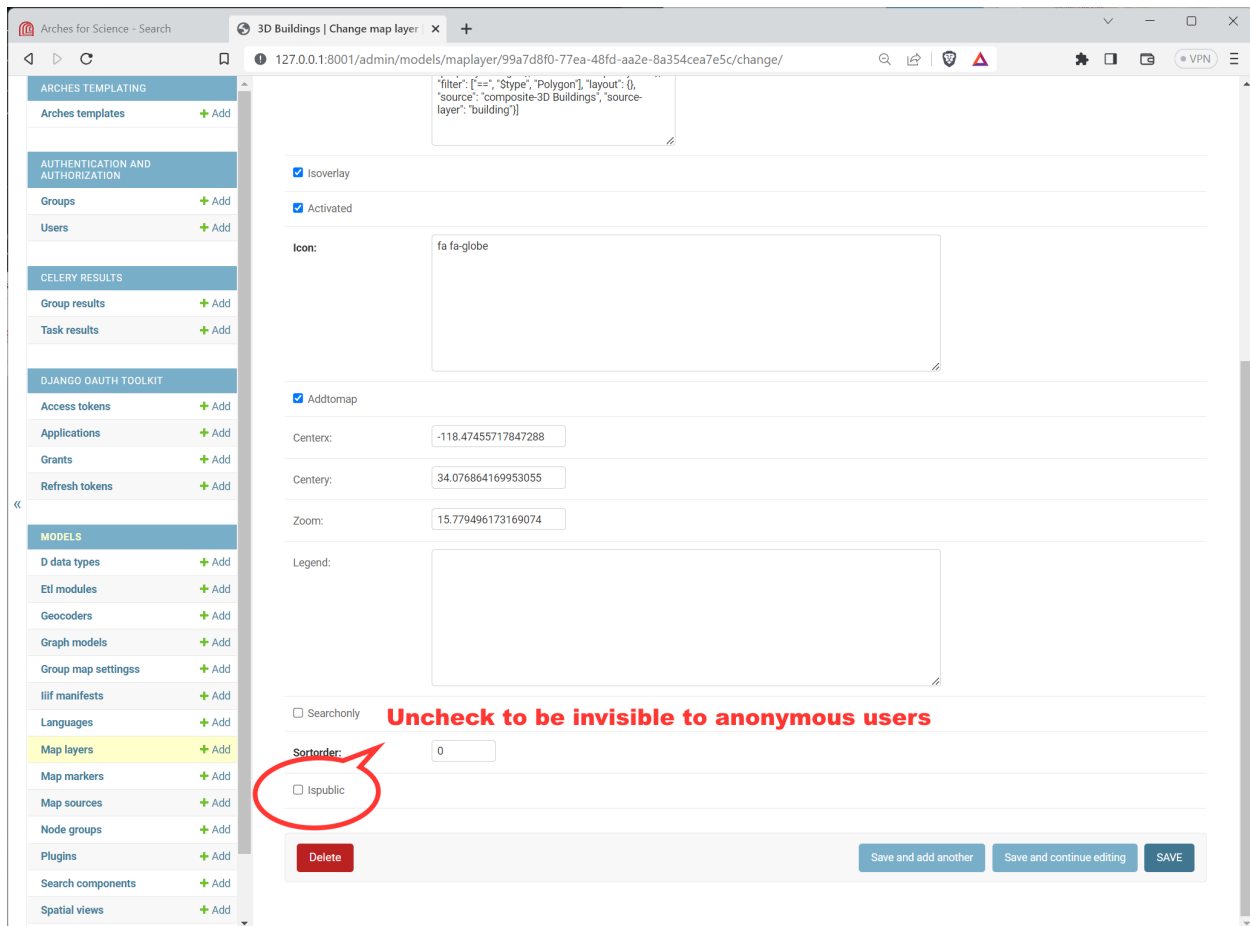 Arches for Science - Search
3D Buildings | Change map layer
127.0.0.1:8001/admin/models/maplayer/99a7d8f0-77ea-48fd-aa2e-8a354cea7e5c/change/
VPN
ARCHES TEMPLATING
Arches templates + Add
AUTHENTICATION AND
AUTHORIZATION
Groups + Add
Users + Add
CELERY RESULTS
Group results + Add
Task results + Add
DJANGO OAUTH TOOLKIT
Access tokens + Add
Applications + Add
Grants + Add
Refresh tokens + Add
«
MODELS
D data types + Add
Etl modules + Add
Geocoders + Add
Graph models + Add
Group map settingss + Add
Iiif manifests + Add
Languages + Add
Map layers + Add
Map markers + Add
Map sources + Add
Node groups + Add
Plugins + Add
Search components + Add
Spatial views + Add
"filter": ["==", "$type", "Polygon"], "layout": {},
"source": "composite-3D Buildings", "source-
layer": "building"}]
Isoverlay
Activated
Icon: fa fa-globe
Addtomap
Centerx: -118.47455717847288
Centery: 34.076864169953055
Zoom: 15.779496173169074
Legend:
Searchonly
Uncheck to be invisible to anonymous users
Sortorder: 0
Ispublic
Delete
Save and add another
Save and continue editing
SAVE